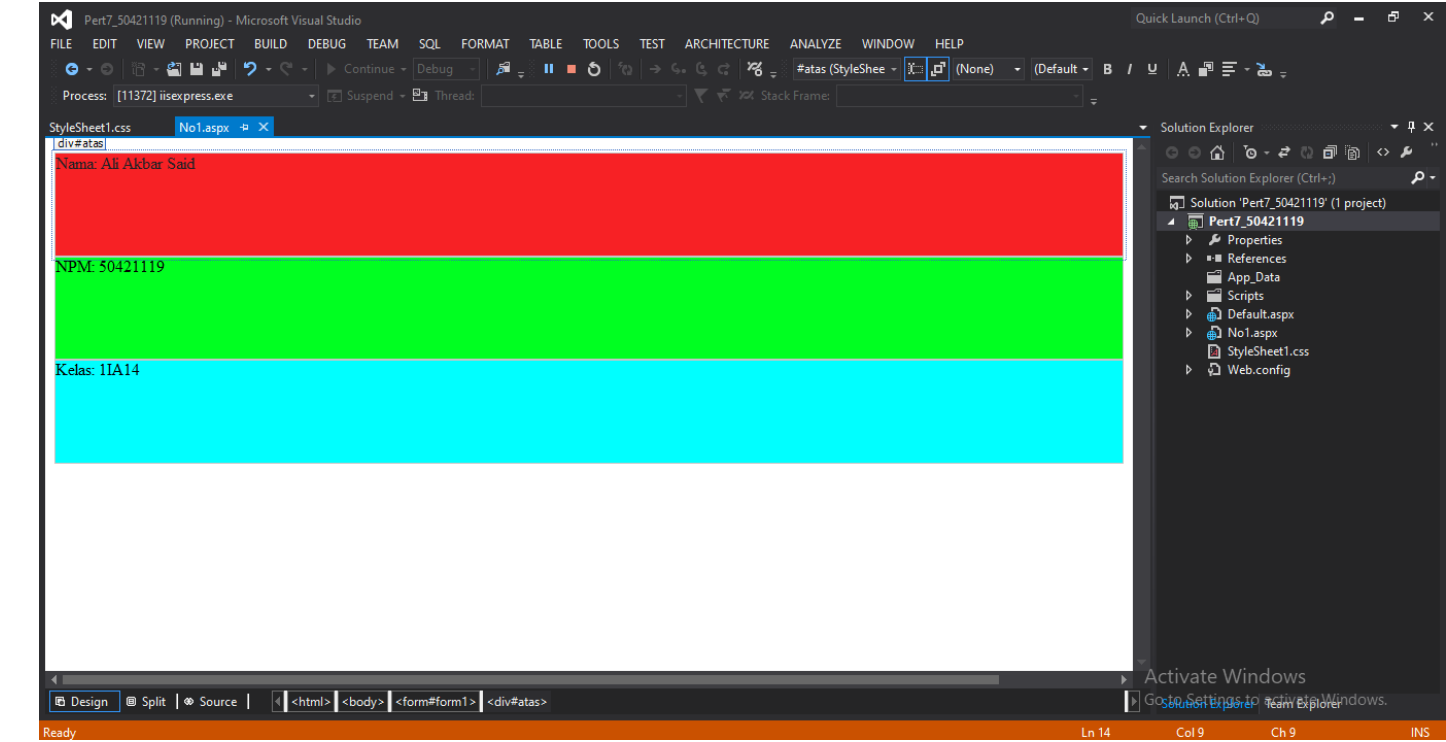 Pert7_50421119 (Running) - Microsoft Visual Studio
Quick Launch (Ctrl+Q)
FILE EDIT VIEW PROJECT BUILD DEBUG TEAM SQL FORMAT TABLE TOOLS TEST ARCHITECTURE ANALYZE WINDOW HELP
Continue Debug #atas (StyleShee (None) (Default B I U A
Process: [11372] iisexpress.exe Suspend Thread: Stack Frame:
StyleSheet1.css No1.aspx
div#atas
Nama: Ali Akbar Said
NPM: 50421119
Kelas: 1IA14
Solution Explorer
Search Solution Explorer (Ctrl+;)
Solution 'Pert7_50421119' (1 project)
Pert7_50421119
Properties
References
App_Data
Scripts
Default.aspx
No1.aspx
StyleSheet1.css
Web.config
Activate Windows
Go to Settings to activate Windows.
Solution Explorer Team Explorer
Design Split Source <html> <body> <form#form1> <div#atas>
Ready Ln 14 Col 9 Ch 9 INS